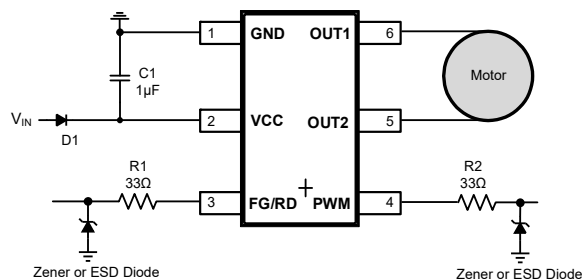 1 GND OUT1 6
C1
1µF
Motor
VIN
D1
2 VCC OUT2 5
R1
33Ω
R2
33Ω
3 FG/RD PWM 4
Zener or ESD Diode
Zener or ESD Diode